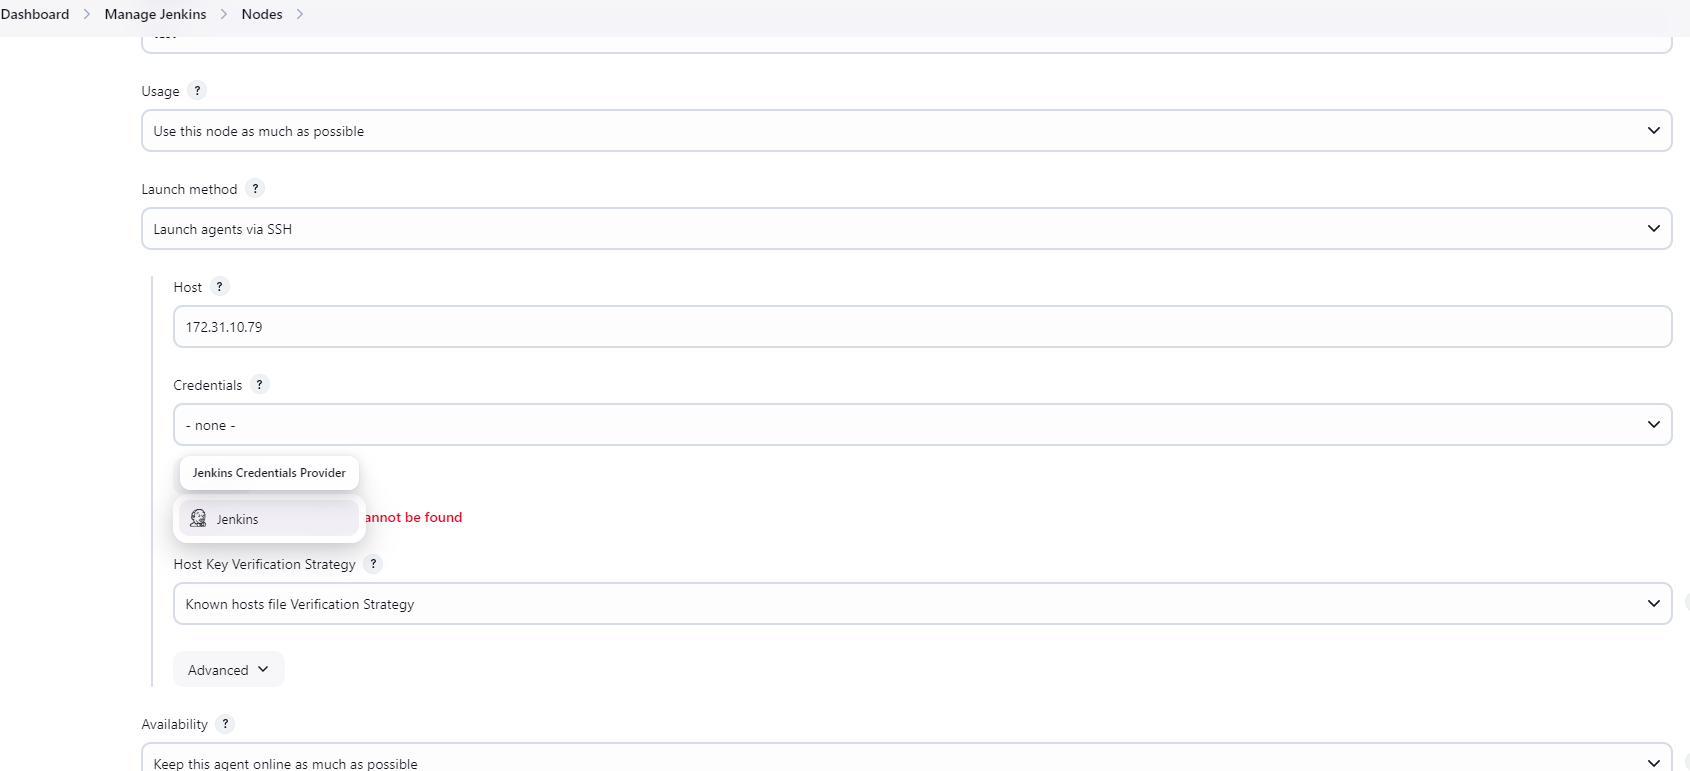 Dashboard > Manage Jenkins > Nodes >
Usage ?
Use this node as much as possible
Launch method ?
Launch agents via SSH
Host ?
172.31.10.79
Credentials ?
- none -
Jenkins Credentials Provider
Jenkins
annot be found
Host Key Verification Strategy ?
Known hosts file Verification Strategy
Advanced
Availability ?
Keep this agent online as much as possible